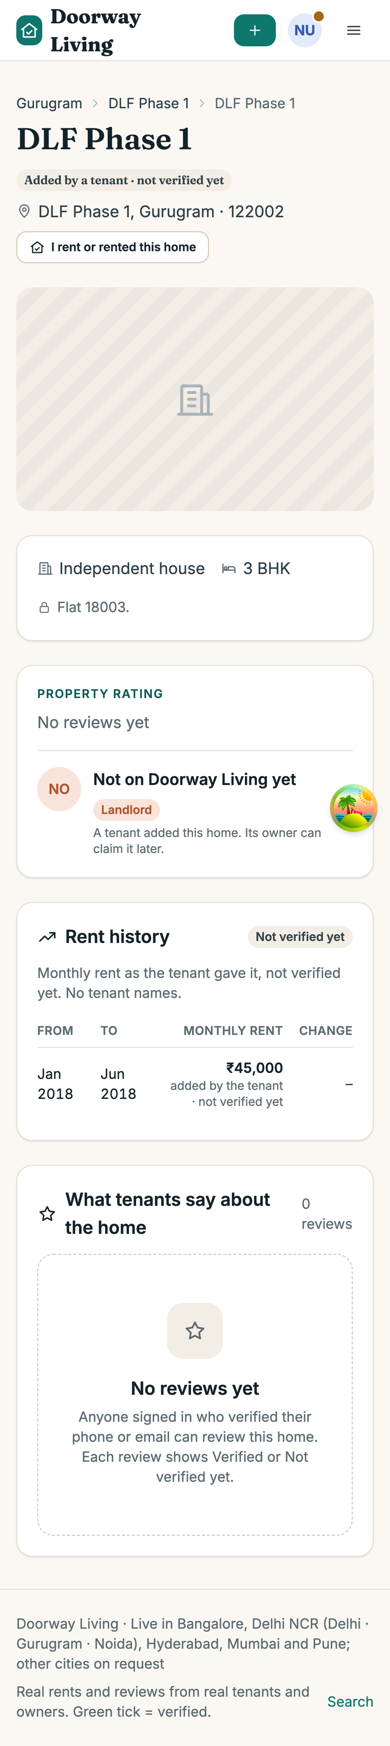 Doorway
Living
NU
Gurugram > DLF Phase 1 > DLF Phase 1
DLF Phase 1
Added by a tenant · not verified yet
DLF Phase 1, Gurugram · 122002
I rent or rented this home
Independent house 3 BHK
Flat 18003.
PROPERTY RATING
No reviews yet
NO
Not on Doorway Living yet
Landlord
A tenant added this home. Its owner can
claim it later.
Rent history
Not verified yet
Monthly rent as the tenant gave it, not verified
yet. No tenant names.
FROM TO MONTHLY RENT CHANGE
Jan
2018
Jun
2018
₹45,000
added by the tenant
· not verified yet
–
What tenants say about
the home
0
reviews
No reviews yet
Anyone signed in who verified their
phone or email can review this home.
Each review shows Verified or Not
verified yet.
Doorway Living · Live in Bangalore, Delhi NCR (Delhi ·
Gurugram · Noida), Hyderabad, Mumbai and Pune;
other cities on request
Real rents and reviews from real tenants and
owners. Green tick = verified.
Search